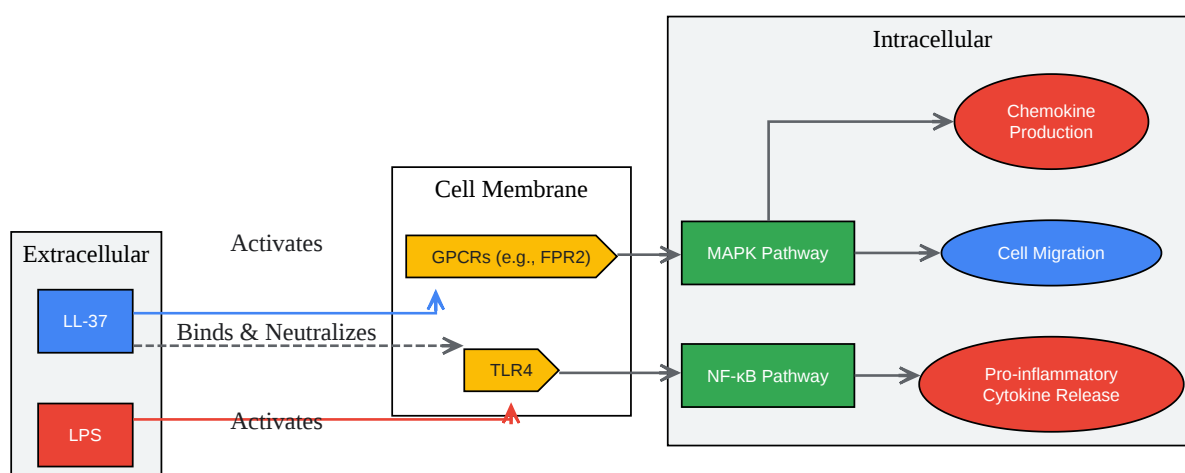 Intracellular
Chemokine
Production
Cell Membrane
Activates
GPCRs (e.g., FPR2)
MAPK Pathway
Cell Migration
Extracellular
LL-37
Binds & Neutralizes
TLR4
NF-κB Pathway
Pro-inflammatory
Cytokine Release
LPS
Activates